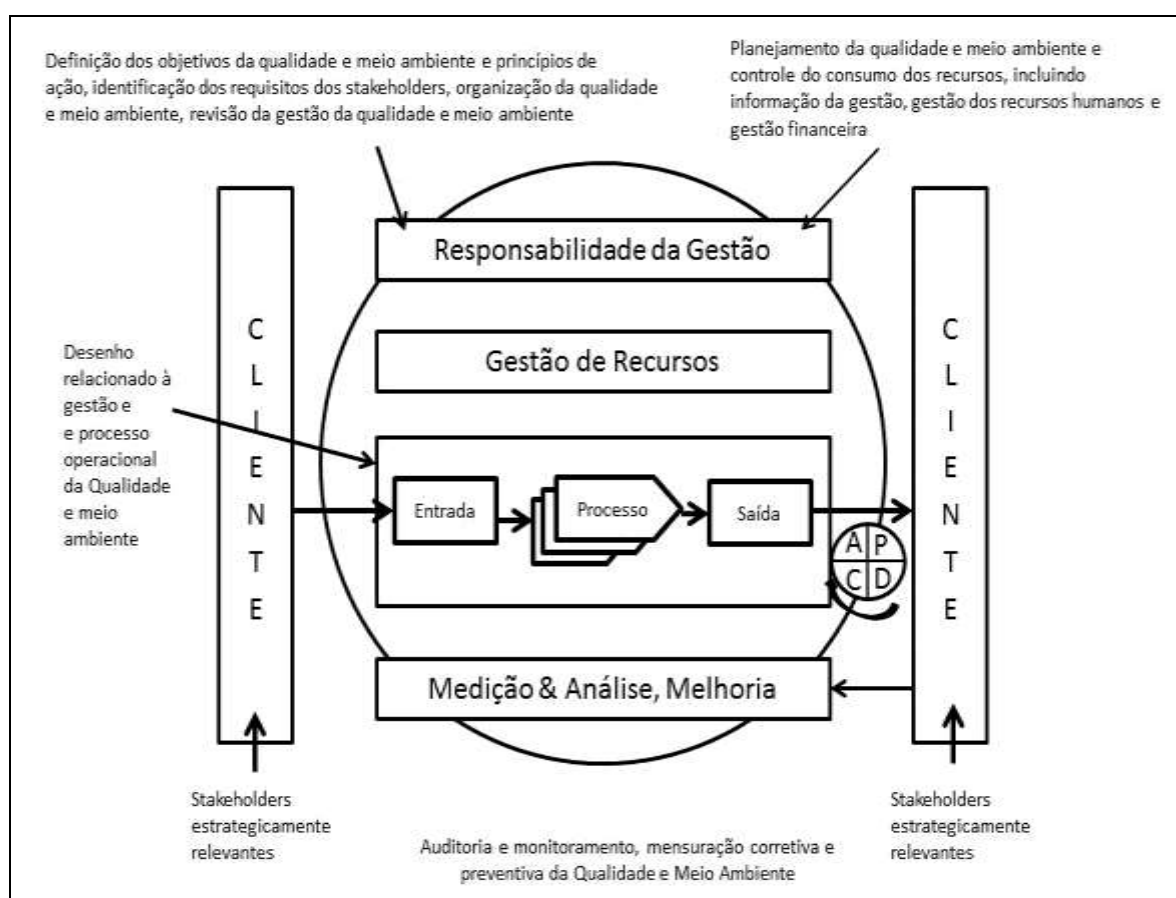 Definição dos objetivos da qualidade e meio ambiente e princípios de
ação, identificação dos requisitos dos stakeholders, organização da qualidade
e meio ambiente, revisão da gestão da qualidade e meio ambiente
Planejamento da qualidade e meio ambiente e
controle do consumo dos recursos, incluindo
informação da gestão, gestão dos recursos humanos e
gestão financeira
Responsabilidade da Gestão
Gestão de Recursos
Desenho
relacionado à
gestão e
e processo
operacional
da Qualidade
e meio
ambiente
C
L
I
E
N
T
E
Entrada
Processo
Saída
A P
C D
C
L
I
E
N
T
E
Medição & Análise, Melhoria
Stakeholders
estrategicamente
relevantes
Auditoria e monitoramento, mensuração corretiva e
preventiva da Qualidade e Meio Ambiente
Stakeholders
estrategicamente
relevantes